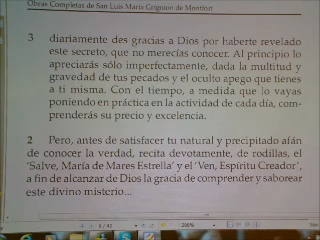 Obras Completas de San Luis María Grignion de Montfort
3 diariamente des gracias a Dios por haberte revelado
este secreto, que no merecías conocer. Al principio lo
apreciarás sólo imperfectamente, dada la multitud y
gravedad de tus pecados y el oculto apego que tienes
a ti misma. Con el tiempo, a medida que lo vayas
poniendo en práctica en la actividad de cada día, com-
prenderás su precio y excelencia.
2 Pero, antes de satisfacer tu natural y precipitado afán
de conocer la verdad, recita devotamente, de rodillas, el
'Salve, María de Mares Estrella' y el 'Ven, Espíritu Creador',
a fin de alcanzar de Dios la gracia de comprender y saborear
este divino misterio...
200%